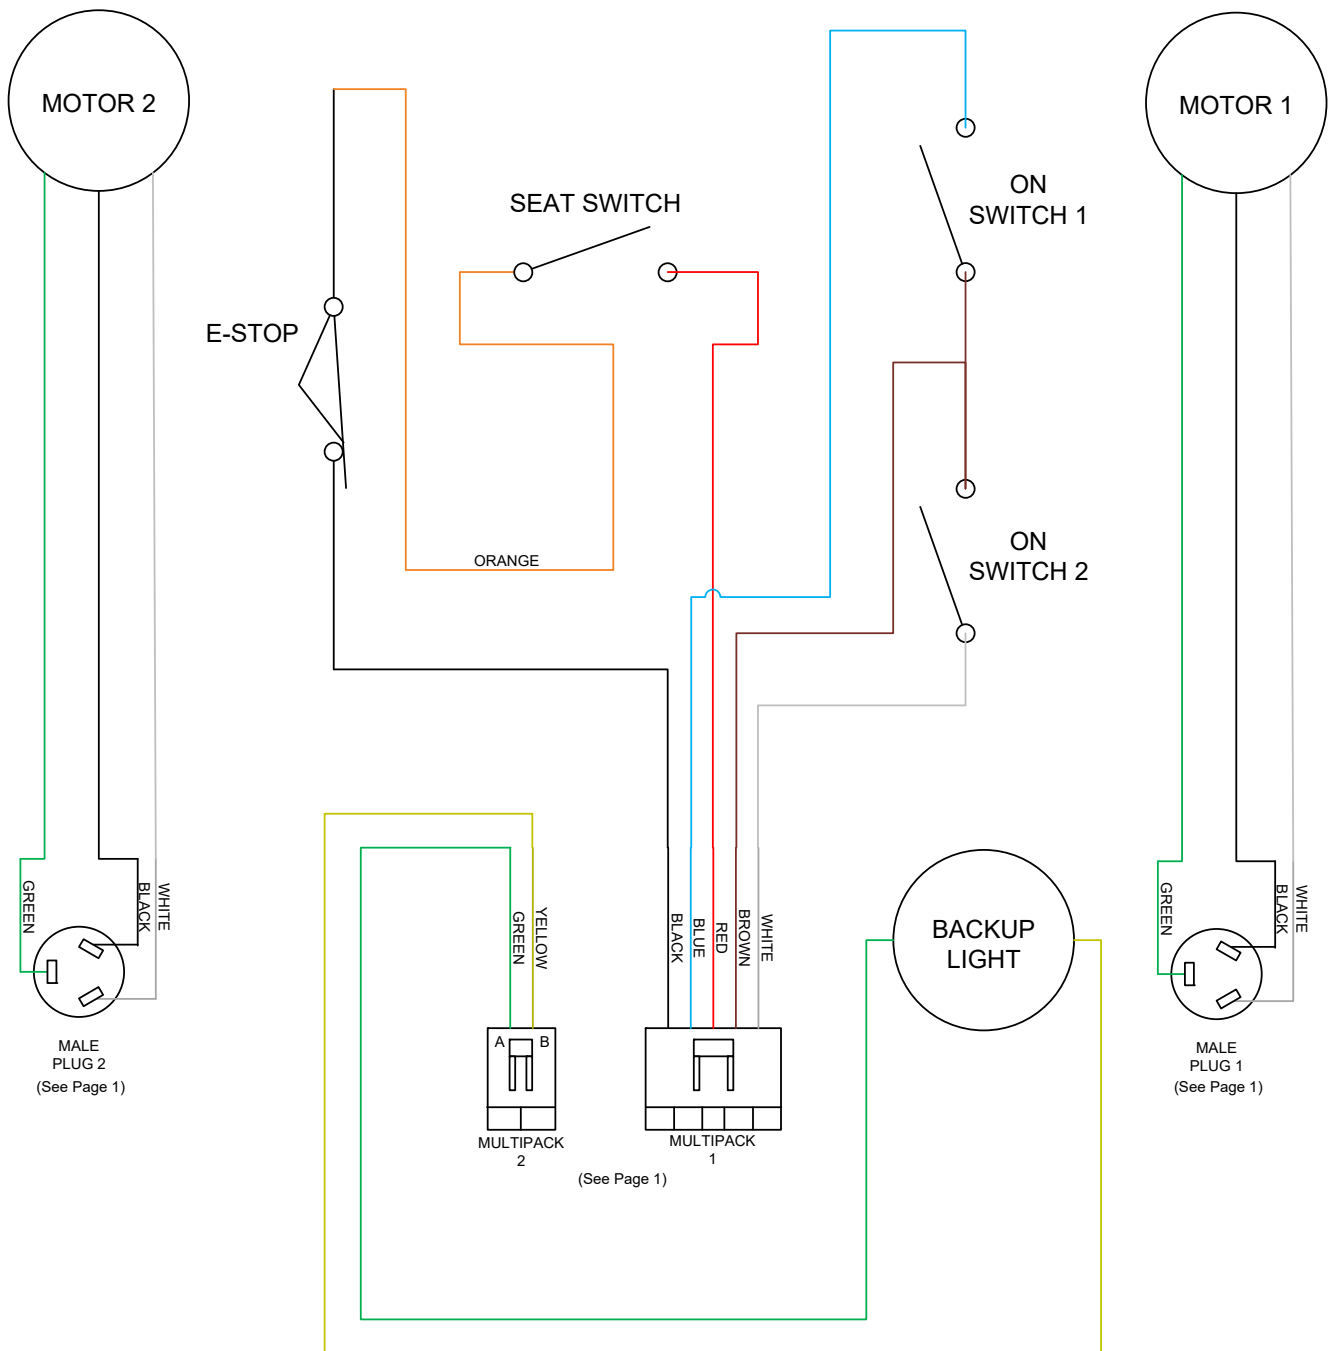 MOTOR 2
MOTOR 1
ON
SWITCH 1
SEAT SWITCH
E-STOP
ORANGE
ON
SWITCH 2
GREEN
BLACK
WHITE
GREEN
YELLOW
BLACK
BLUE
RED
BROWN
WHITE
BACKUP
LIGHT
GREEN
BLACK
WHITE
A
B
MALE
PLUG 2
(See Page 1)
MULTIPACK
2
MULTIPACK
1
(See Page 1)
MALE
PLUG 1
(See Page 1)